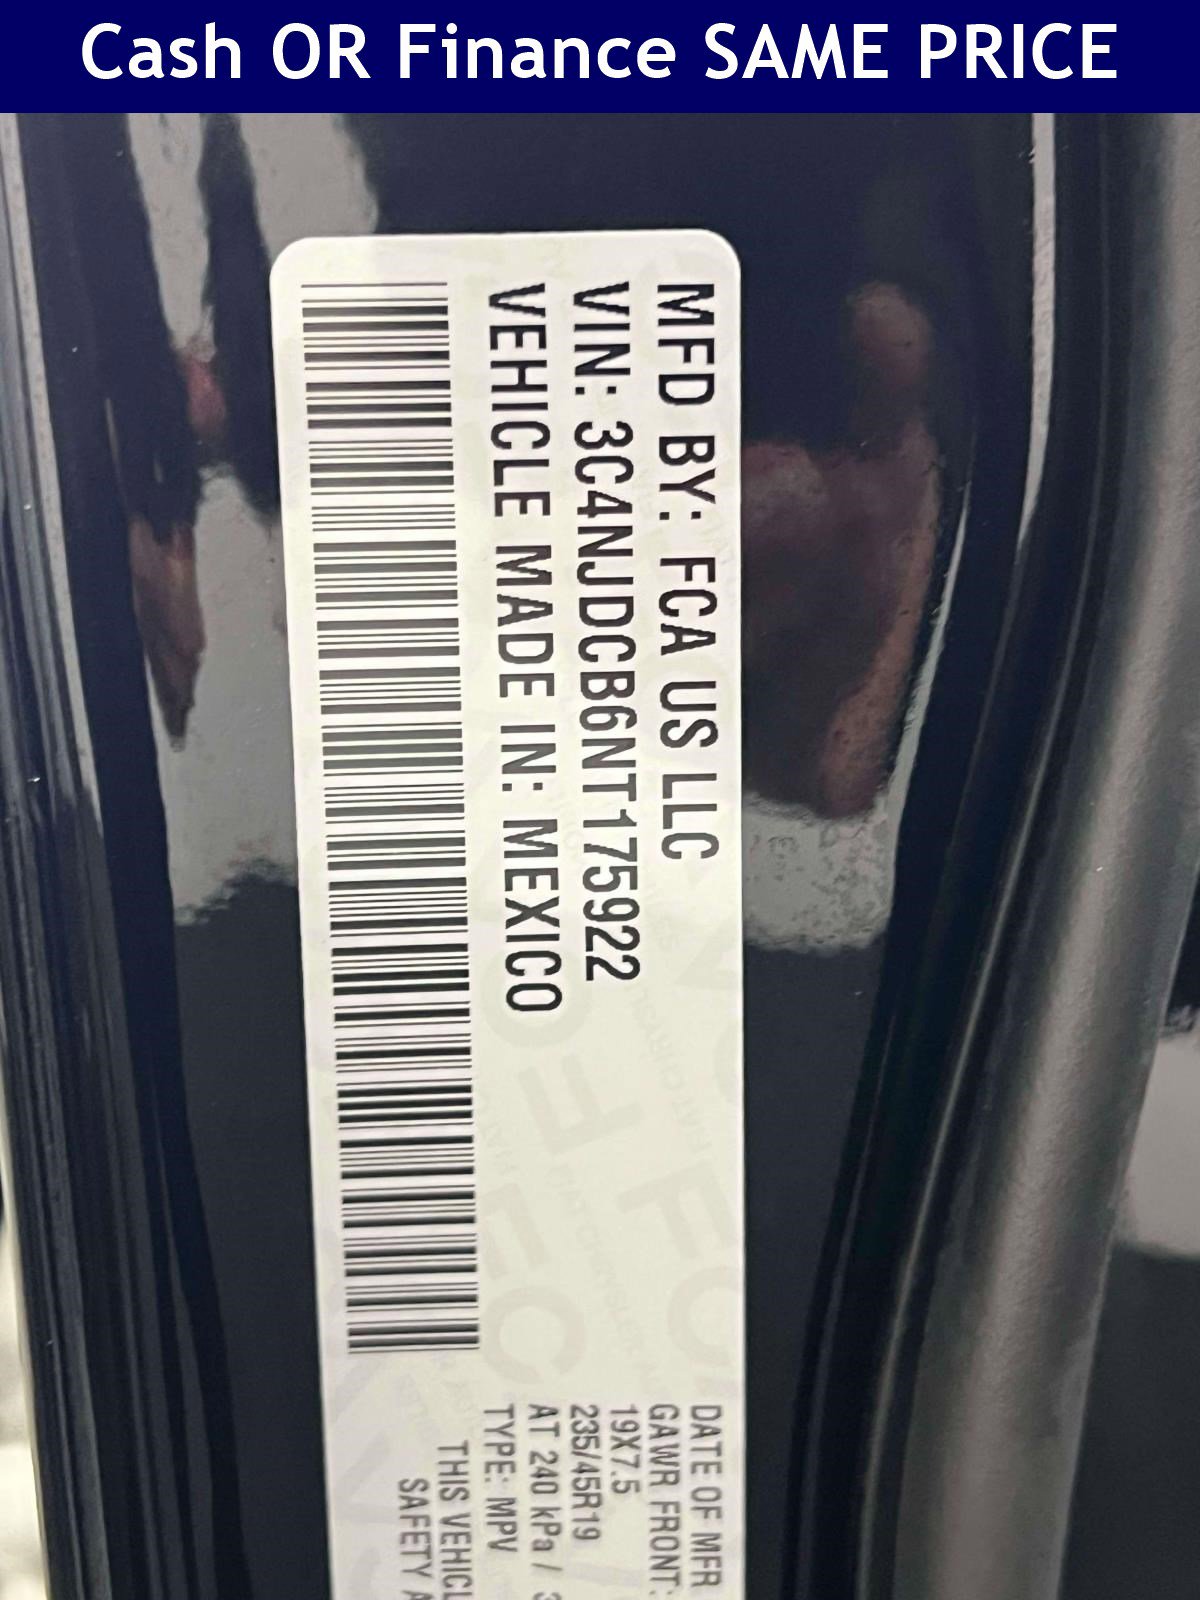 Cash OR Finance SAME PRICE
MFD BY: FCA US LLC
VIN: 3C4NJDCB6NT175922
VEHICLE MADE IN: MEXICO
DATE OF MFR
GAWR FRONT:
19X7.5
235/45R19
AT 240 kPa /
TYPE: MPV
THIS VEHICL
SAFETY A